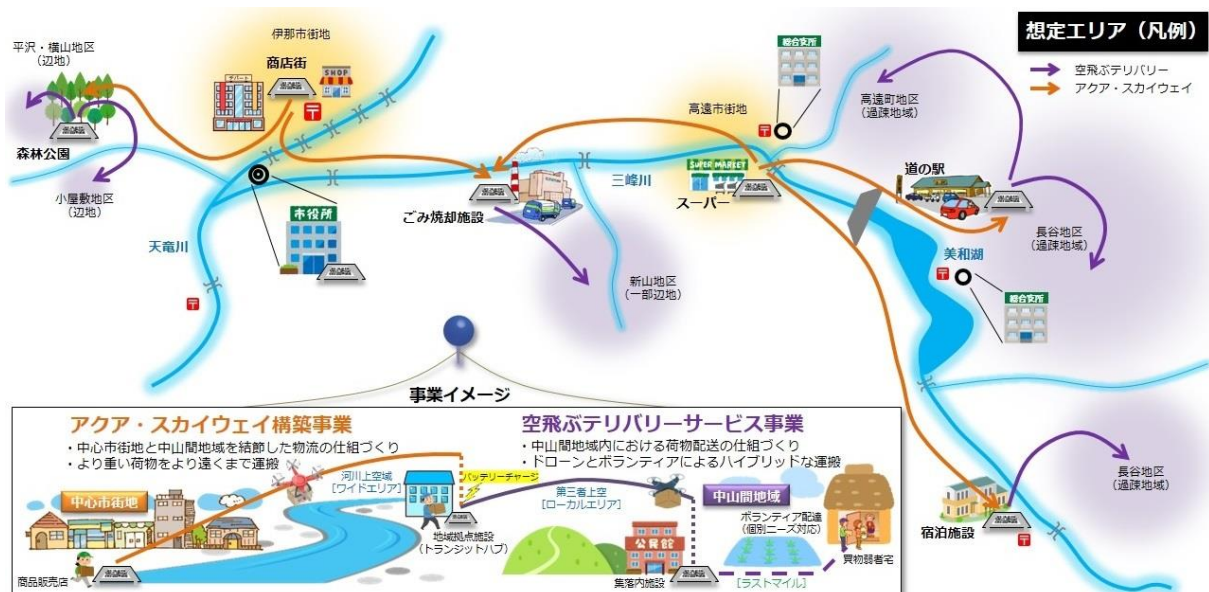 想定エリア（凡例）
空飛ぶデリバリー
アクア・スカイウェイ
伊那市街地
平沢・横山地区
（辺地）
商店街
デパート
SHOP
森林公園
小屋敷地区
（辺地）
市役所
天竜川
ごみ焼却施設
三峰川
新山地区
（一部辺地）
高遠市街地
総合支所
SUPER MARKET
スーパー
高遠町地区
（過疎地域）
道の駅
長谷地区
（過疎地域）
美和湖
総合支所
長谷地区
（過疎地域）
宿泊施設
事業イメージ
アクア・スカイウェイ構築事業
・中心市街地と中山間地域を結節した物流の仕組づくり
・より重い荷物をより遠くまで運搬
中心市街地
河川上空域
［ワイドエリア］
バッテリーチャージ
地域拠点施設
（トランジットハブ）
商品販売店
空飛ぶデリバリーサービス事業
・中山間地域内における荷物配送の仕組づくり
・ドローンとボランティアによるハイブリッドな運搬
第三者上空
［ローカルエリア］
中山間地域
公民館
集落内施設
ボランティア配達
（個別ニーズ対応）
［ラストマイル］
買物弱者宅